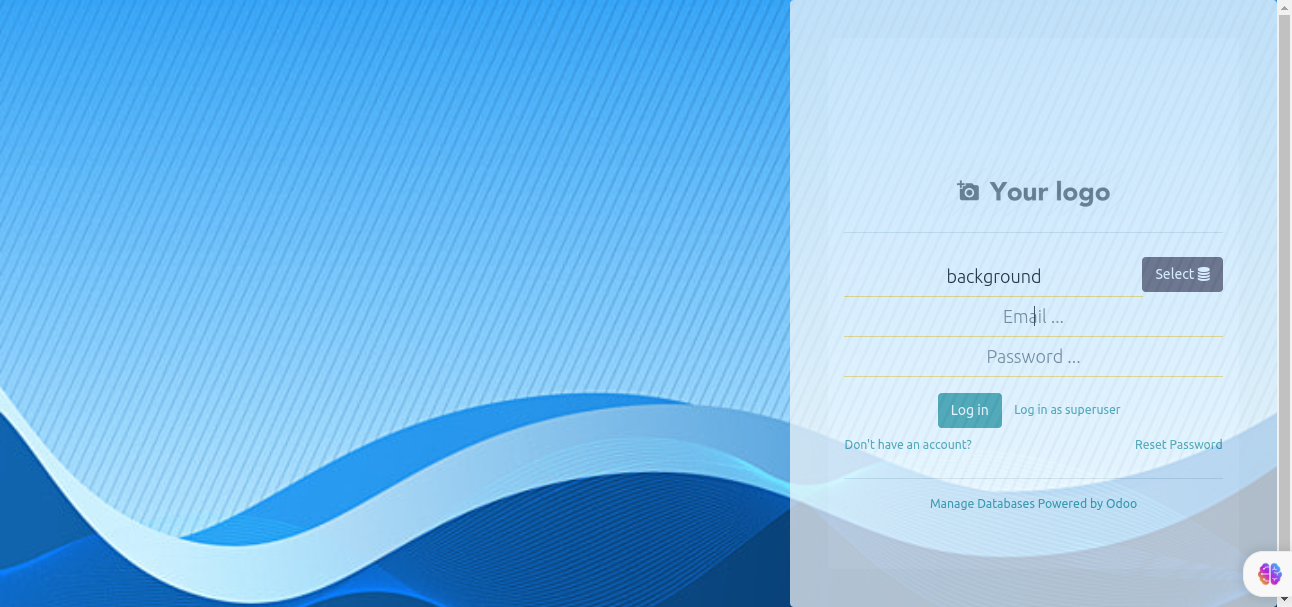 Your logo
background
Select
Email ...
Password ...
Log in Log in as superuser
Don't have an account? Reset Password
Manage Databases Powered by Odoo